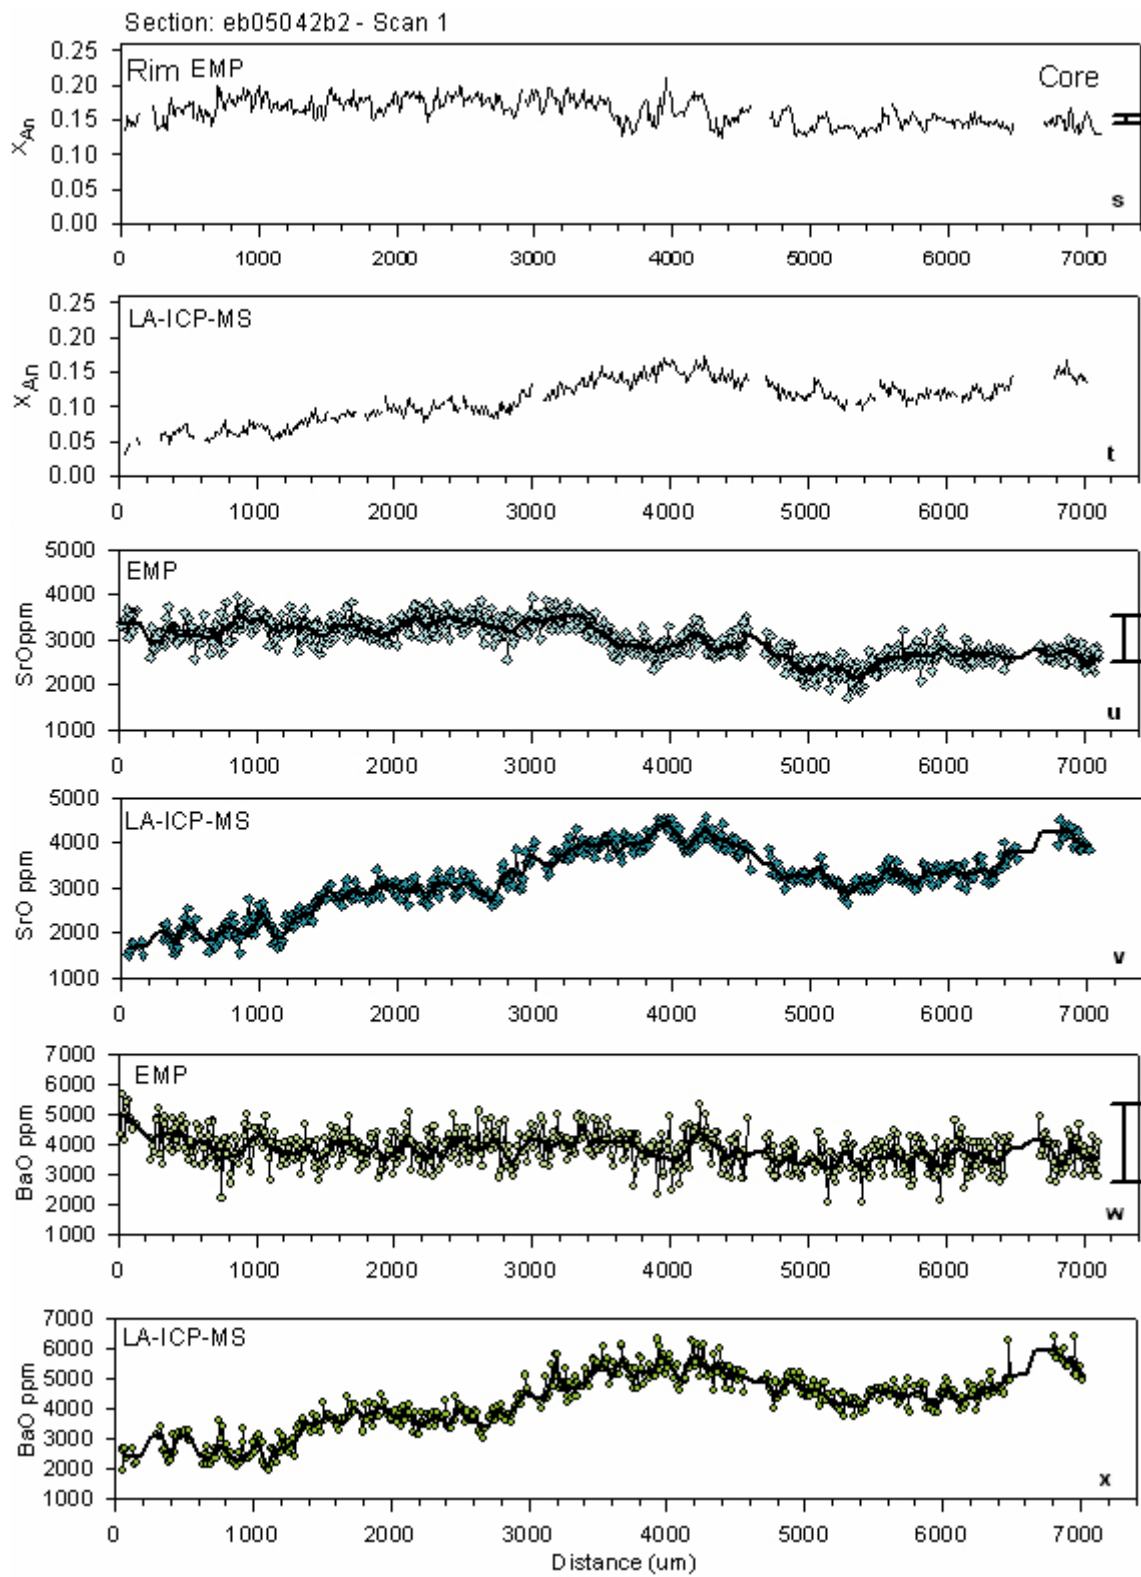 Section: eb05042b2 - Scan 1
0.25
Rim EMP Core
0.20
0.15
0.10
0.05
0.00
XAn
s
0 1000 2000 3000 4000 5000 6000 7000
0.25
LA-ICP-MS
0.20
0.15
0.10
0.05
0.00
XAn
t
0 1000 2000 3000 4000 5000 6000 7000
5000
EMP
4000
3000
2000
1000
SrOppm
u
0 1000 2000 3000 4000 5000 6000 7000
5000
LA-ICP-MS
4000
3000
2000
1000
SrO ppm
v
0 1000 2000 3000 4000 5000 6000 7000
7000
EMP
6000
5000
4000
3000
2000
1000
BaO ppm
w
0 1000 2000 3000 4000 5000 6000 7000
7000
LA-ICP-MS
6000
5000
4000
3000
2000
1000
BaO ppm
x
0 1000 2000 3000 4000 5000 6000 7000
Distance (um)